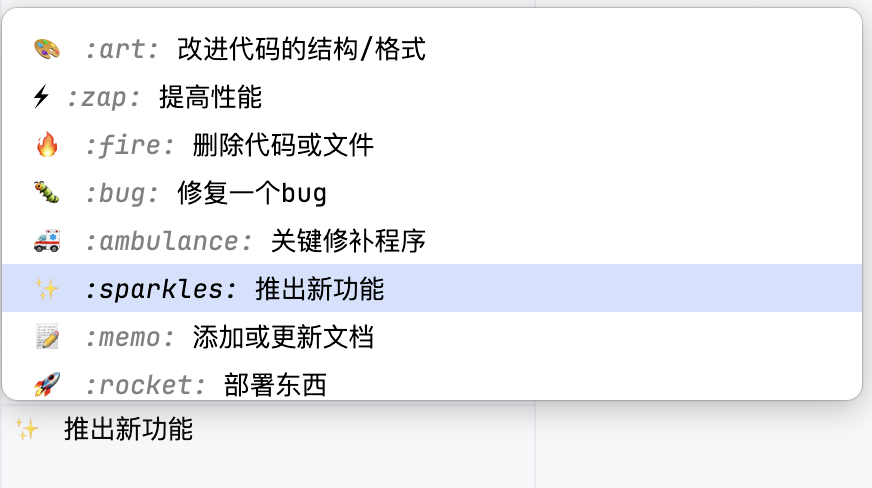 🎨 :art: 改进代码的结构/格式
⚡ :zap: 提高性能
🔥 :fire: 删除代码或文件
🐛 :bug: 修复一个bug
🚑 :ambulance: 关键修补程序
✨ :sparkles: 推出新功能
📝 :memo: 添加或更新文档
🚀 :rocket: 部署东西
✨ 推出新功能